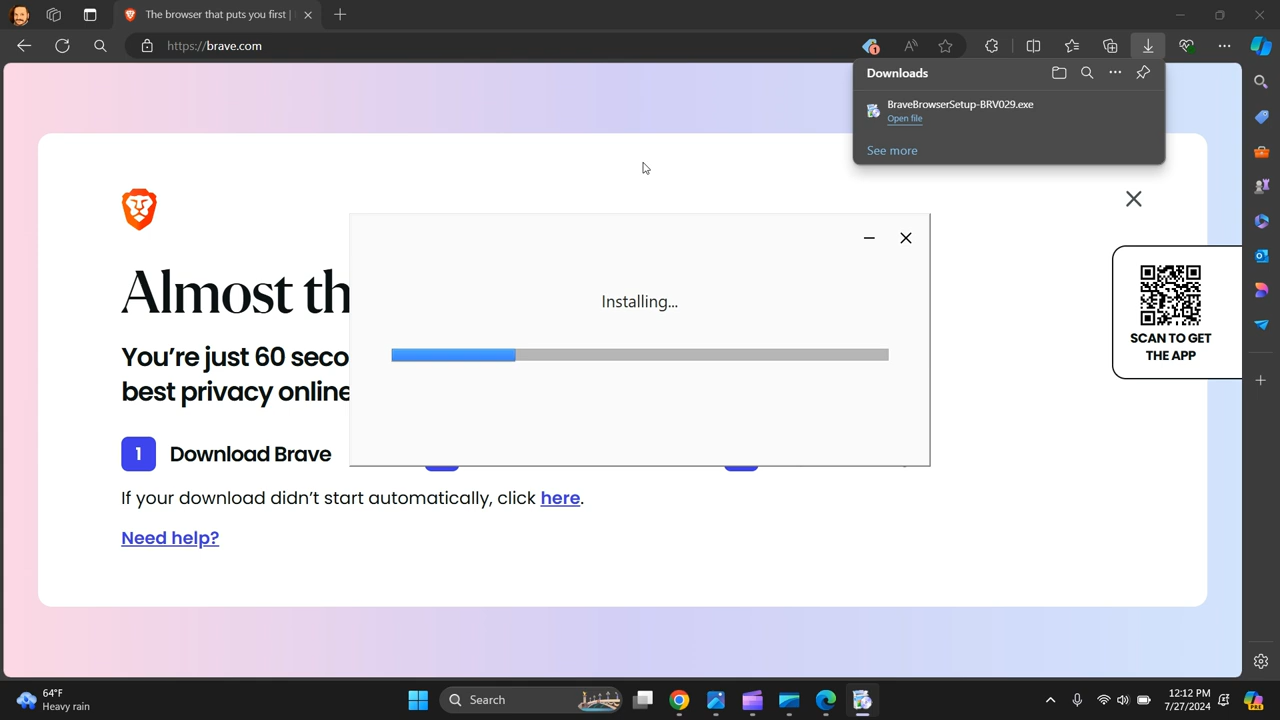 The browser that puts you first |
https://brave.com
1
Downloads
BraveBrowserSetup-BRV029.exe
Open file
See more
Almost th
You're just 60 seco
best privacy online
Installing...
SCAN TO GET
THE APP
1 Download Brave
If your download didn't start automatically, click here.
Need help?
64°F
Heavy rain
Search
12:12 PM
7/27/2024
PRE